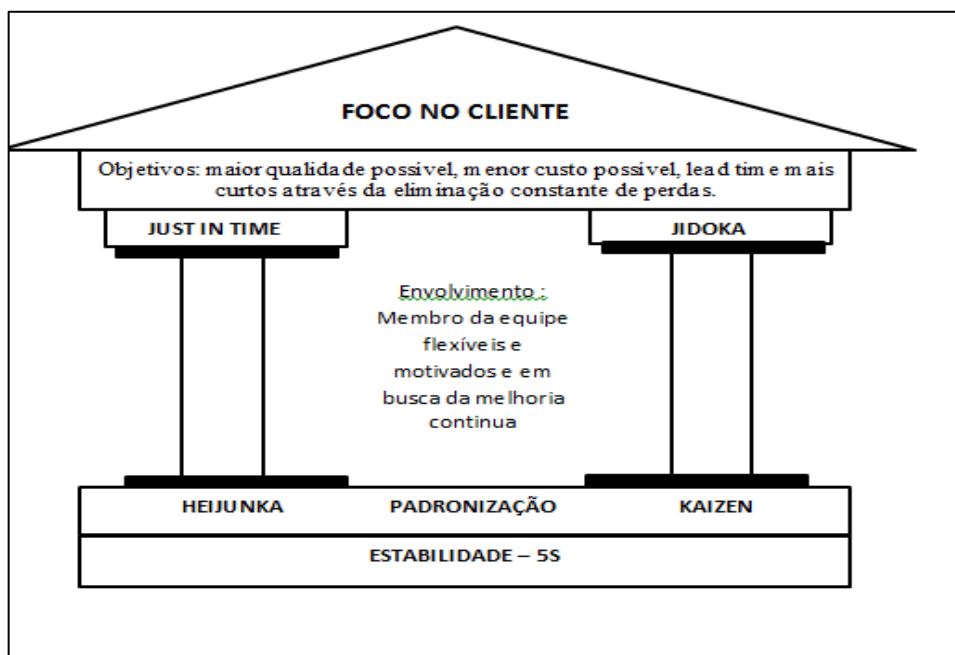 FOCO NO CLIENTE
Objetivos: maior qualidade possível, menor custo possível, lead time mais
curtos através da eliminação constante de perdas.
JUST IN TIME
JIDOKA
Envolvimento :
Membro da equipe
flexíveis e
motivados e em
busca da melhoria
continua
HEIJUNKA PADRONIZAÇÃO KAIZEN
ESTABILIDADE – 5S